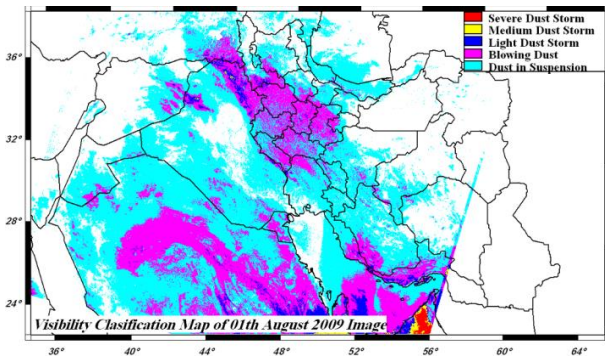 Severe Dust Storm
Medium Dust Storm
Light Dust Storm
Blowing Dust
Dust in Suspension
36°
32°
28°
24°
Visibility Clasification Map of 01th August 2009 Image
36° 40° 44° 48° 52° 56° 60° 64°